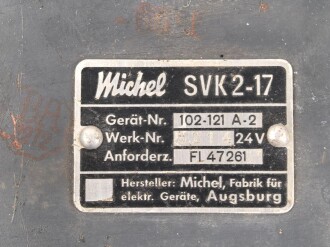 Michel SVK 2-17
Gerät-Nr. 102-121 A-2
Werk-Nr. 24V
Anforderz. Fl. 47261
Hersteller: Michel, Fabrik für
elektr. Geräte, Augsburg